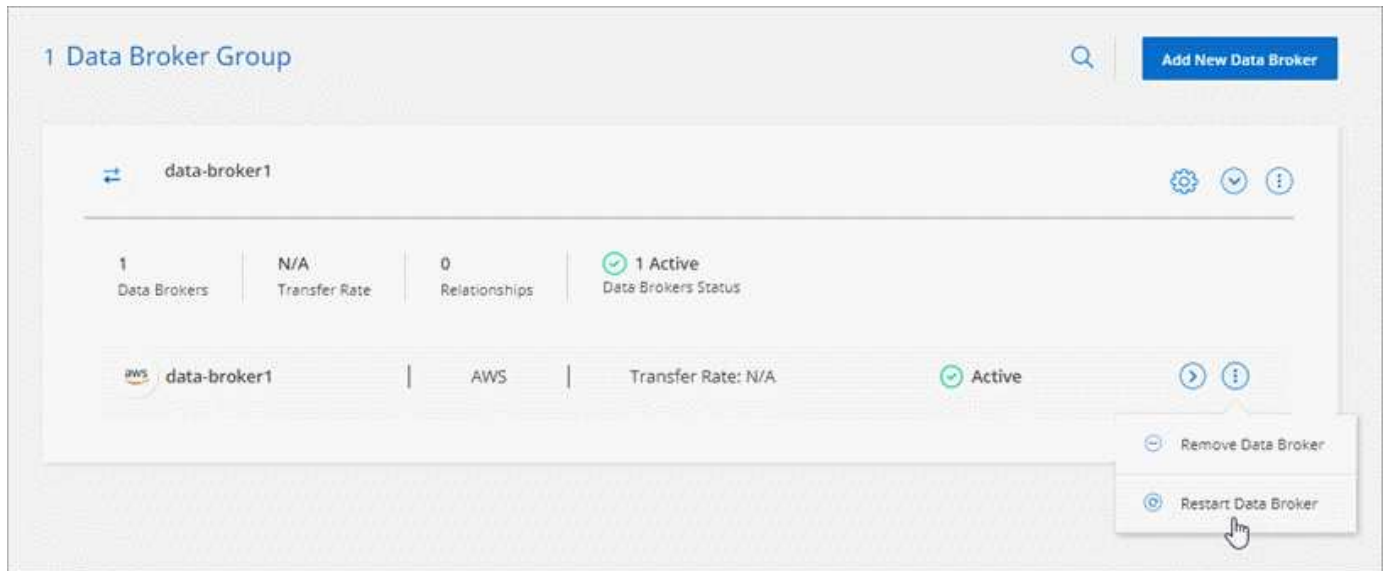 1 Data Broker Group
Add New Data Broker
data-broker1
1
Data Brokers
N/A
Transfer Rate
0
Relationships
1 Active
Data Brokers Status
aws data-broker1 | AWS | Transfer Rate: N/A Active
Remove Data Broker
Restart Data Broker